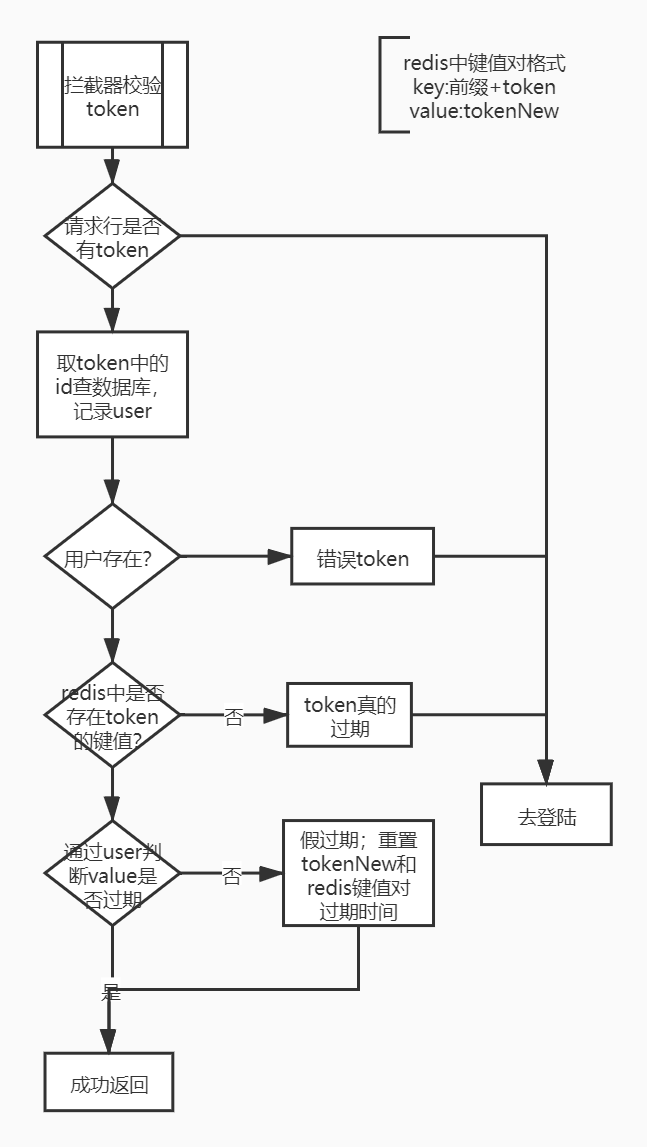 拦截器校验
token
redis中键值对格式
key:前缀+token
value:tokenNew
请求行是否
有token
取token中的
id查数据库，
记录user
用户存在？
错误token
redis中是否
存在token
的键值？
否
token真的
过期
去登陆
通过user判
断value是
否过期
否
假过期；重置
tokenNew和
redis键值对
过期时间
是
成功返回